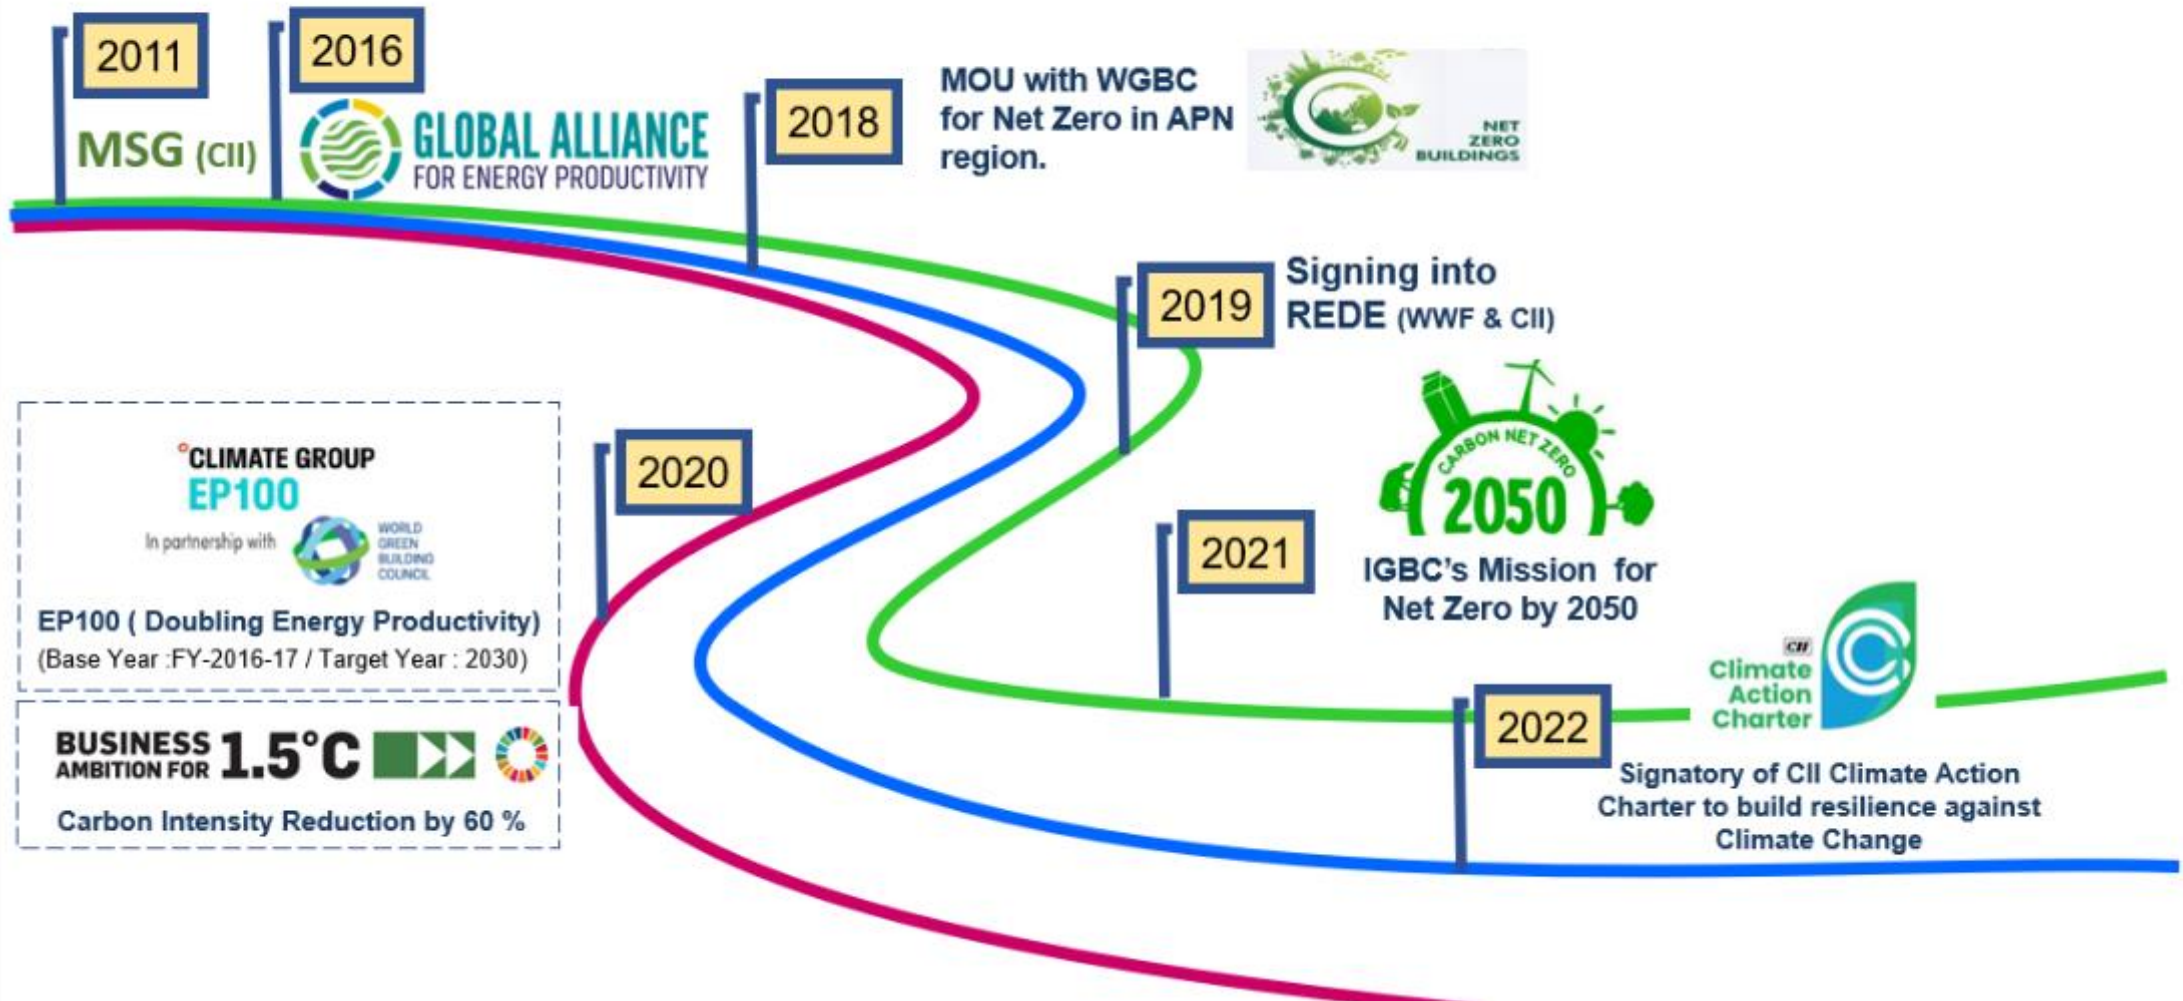 2011
MSG (CII)
2016
GLOBAL ALLIANCE
FOR ENERGY PRODUCTIVITY
2018
MOU with WGBC
for Net Zero in APN
region.
NET
ZERO
BUILDINGS
2019
Signing into
REDE (WWF & CII)
2020
°CLIMATE GROUP
EP100
In partnership with
WORLD
GREEN
BUILDING
COUNCIL
EP100 ( Doubling Energy Productivity)
(Base Year :FY-2016-17 / Target Year : 2030)
BUSINESS
AMBITION FOR 1.5°C
Carbon Intensity Reduction by 60 %
2021
CARBON NET ZERO
2050
IGBC's Mission for
Net Zero by 2050
2022
CII
Climate
Action
Charter
Signatory of CII Climate Action
Charter to build resilience against
Climate Change